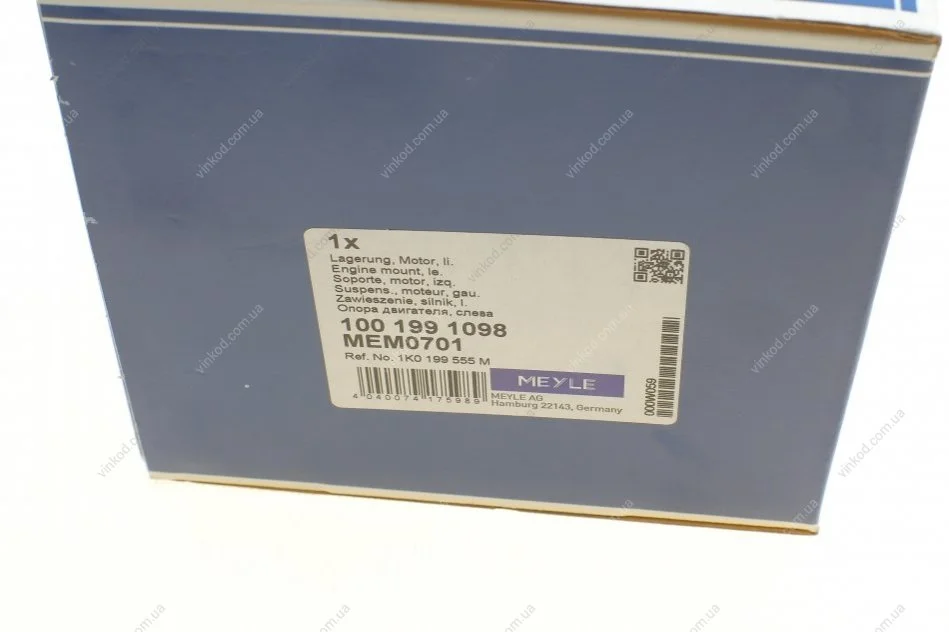 1x
Lagerung, Motor, li.
Engine mount, le.
Soporte, motor, izq.
Suspens., moteur, gau.
Zawieszenie, silnik, l.
Опора двигателя, слева
100 199 1098
MEM0701
Ref. No. 1K0 199 555 M
4 040074 175989
MEYLE
MEYLE AG
Hamburg 22143, Germany
000M059
vinkod.com.ua